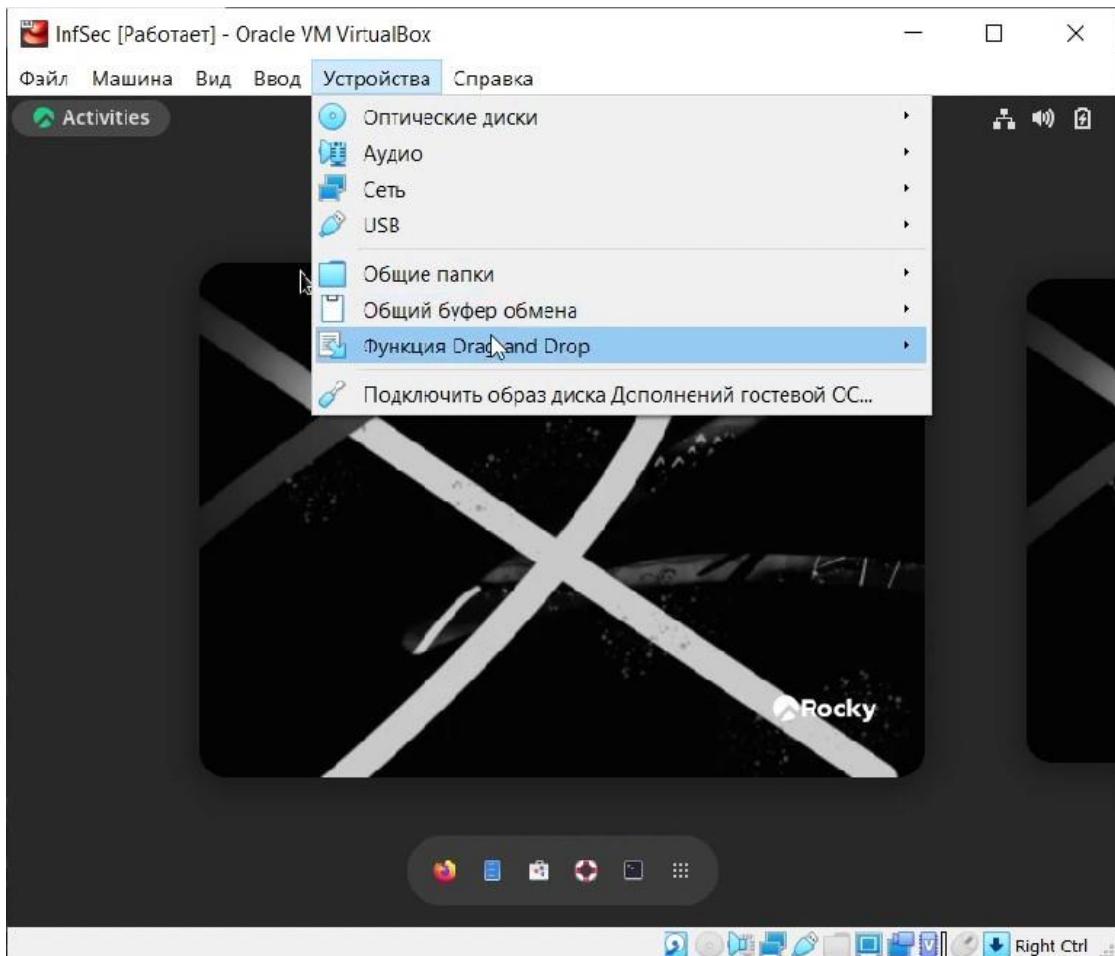 InfSec [Работает] - Oracle VM VirtualBox
Файл Машина Вид Ввод Устройства Справка
Activities
Оптические диски
Аудио
Сеть
USB
Общие папки
Общий буфер обмена
Функция Drag and Drop
Подключить образ диска Дополнений гостевой ОС...
Rocky
Right Ctrl